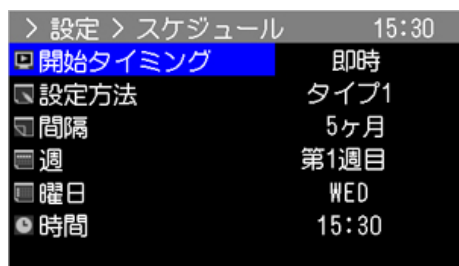 > 設定 > スケジュール 15:30
開始タイミング 即時
設定方法 タイプ1
間隔 5ヶ月
週 第1週目
曜日 WED
時間 15:30